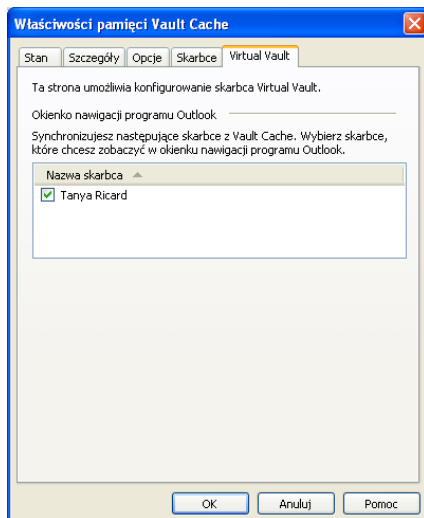 Właściwości pamięci Vault Cache
Stan Szczegóły Opcje Skarbce Virtual Vault
Ta strona umożliwia konfigurowanie skarbca Virtual Vault.
Okienko nawigacji programu Outlook
Synchronizujesz następujące skarbce z Vault Cache. Wybierz skarbce,
które chcesz zobaczyć w okienku nawigacji programu Outlook.
Nazwa skarbca
Tanya Ricard
OK Anuluj Pomoc